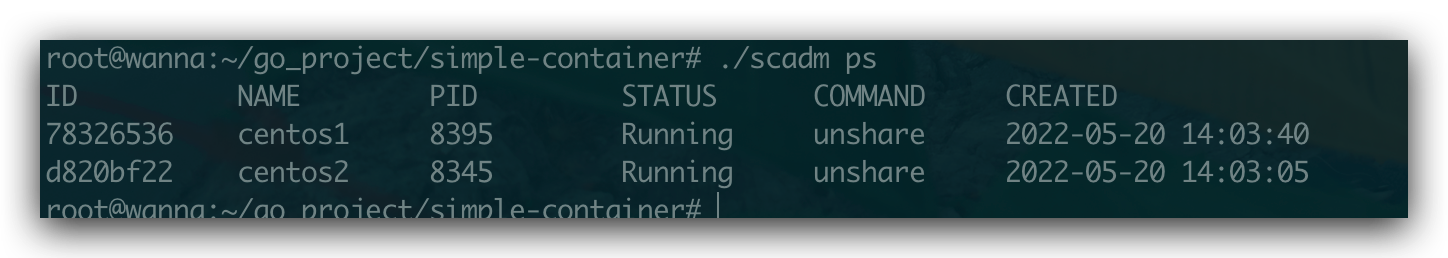 root@wanna:~/go_project/simple-container# ./scadm ps
ID NAME PID STATUS COMMAND CREATED
78326536 centos1 8395 Running unshare 2022-05-20 14:03:40
d820bf22 centos2 8345 Running unshare 2022-05-20 14:03:05
root@wanna:~/go_project/simple-container#